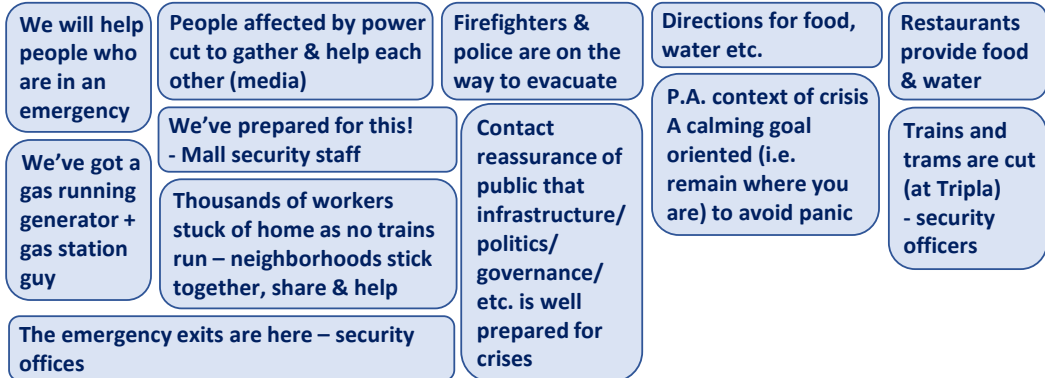 We will help
people who
are in an
emergency
People affected by power
cut to gather & help each
other (media)
Firefighters &
police are on the
way to evacuate
Directions for food,
water etc.
Restaurants
provide food
& water
We've prepared for this!
- Mall security staff
Contact
reassurance of
public that
infrastructure/
politics/
governance/
etc. is well
prepared for
crises
P.A. context of crisis
A calming goal
oriented (i.e.
remain where you
are) to avoid panic
Trains and
trams are cut
(at Tripla)
- security
officers
We've got a
gas running
generator +
gas station
guy
Thousands of workers
stuck of home as no trains
run – neighborhoods stick
together, share & help
The emergency exits are here – security
offices